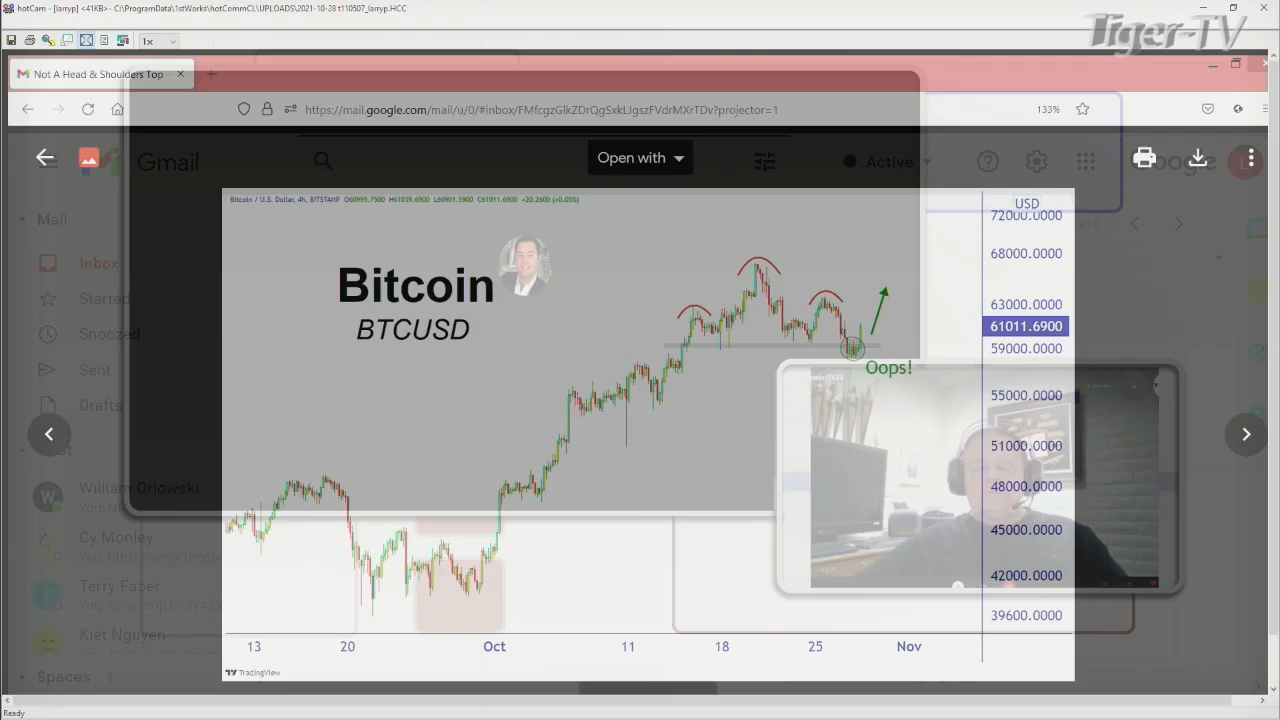 hotCam - [larryp] <41KB> - C:\ProgramData\1stWorks\hotCommCL\UPLOADS\2021-10-28 t110507_larryp.HCC
Tiger-TV
1x
Not A Head & Shoulders Top -
https://mail.google.com/mail/u/0/#inbox/FMfcgzGlkZDrQgSxkLJgszFVdrMXrTDv?projector=1
133%
Gmail
Open with
Active
Google
L
Mail
Inbox
Starred
Snoozed
Sent
Drafts
William Orlowski
Cy Monley
Terry Faber
Kiet Nguyen
Spaces 1
Bitcoin / U.S. Dollar, 4h, BITSTAMP O60995.7500 H61039.6900 L60901.5900 C61011.6900 +20.2600 (+0.03%)
Bitcoin
BTCUSD
Oops!
USD
72000.0000
68000.0000
63000.0000
61011.6900
59000.0000
55000.0000
51000.0000
48000.0000
45000.0000
42000.0000
39600.0000
13 20 Oct 11 18 25 Nov
TradingView
Ready